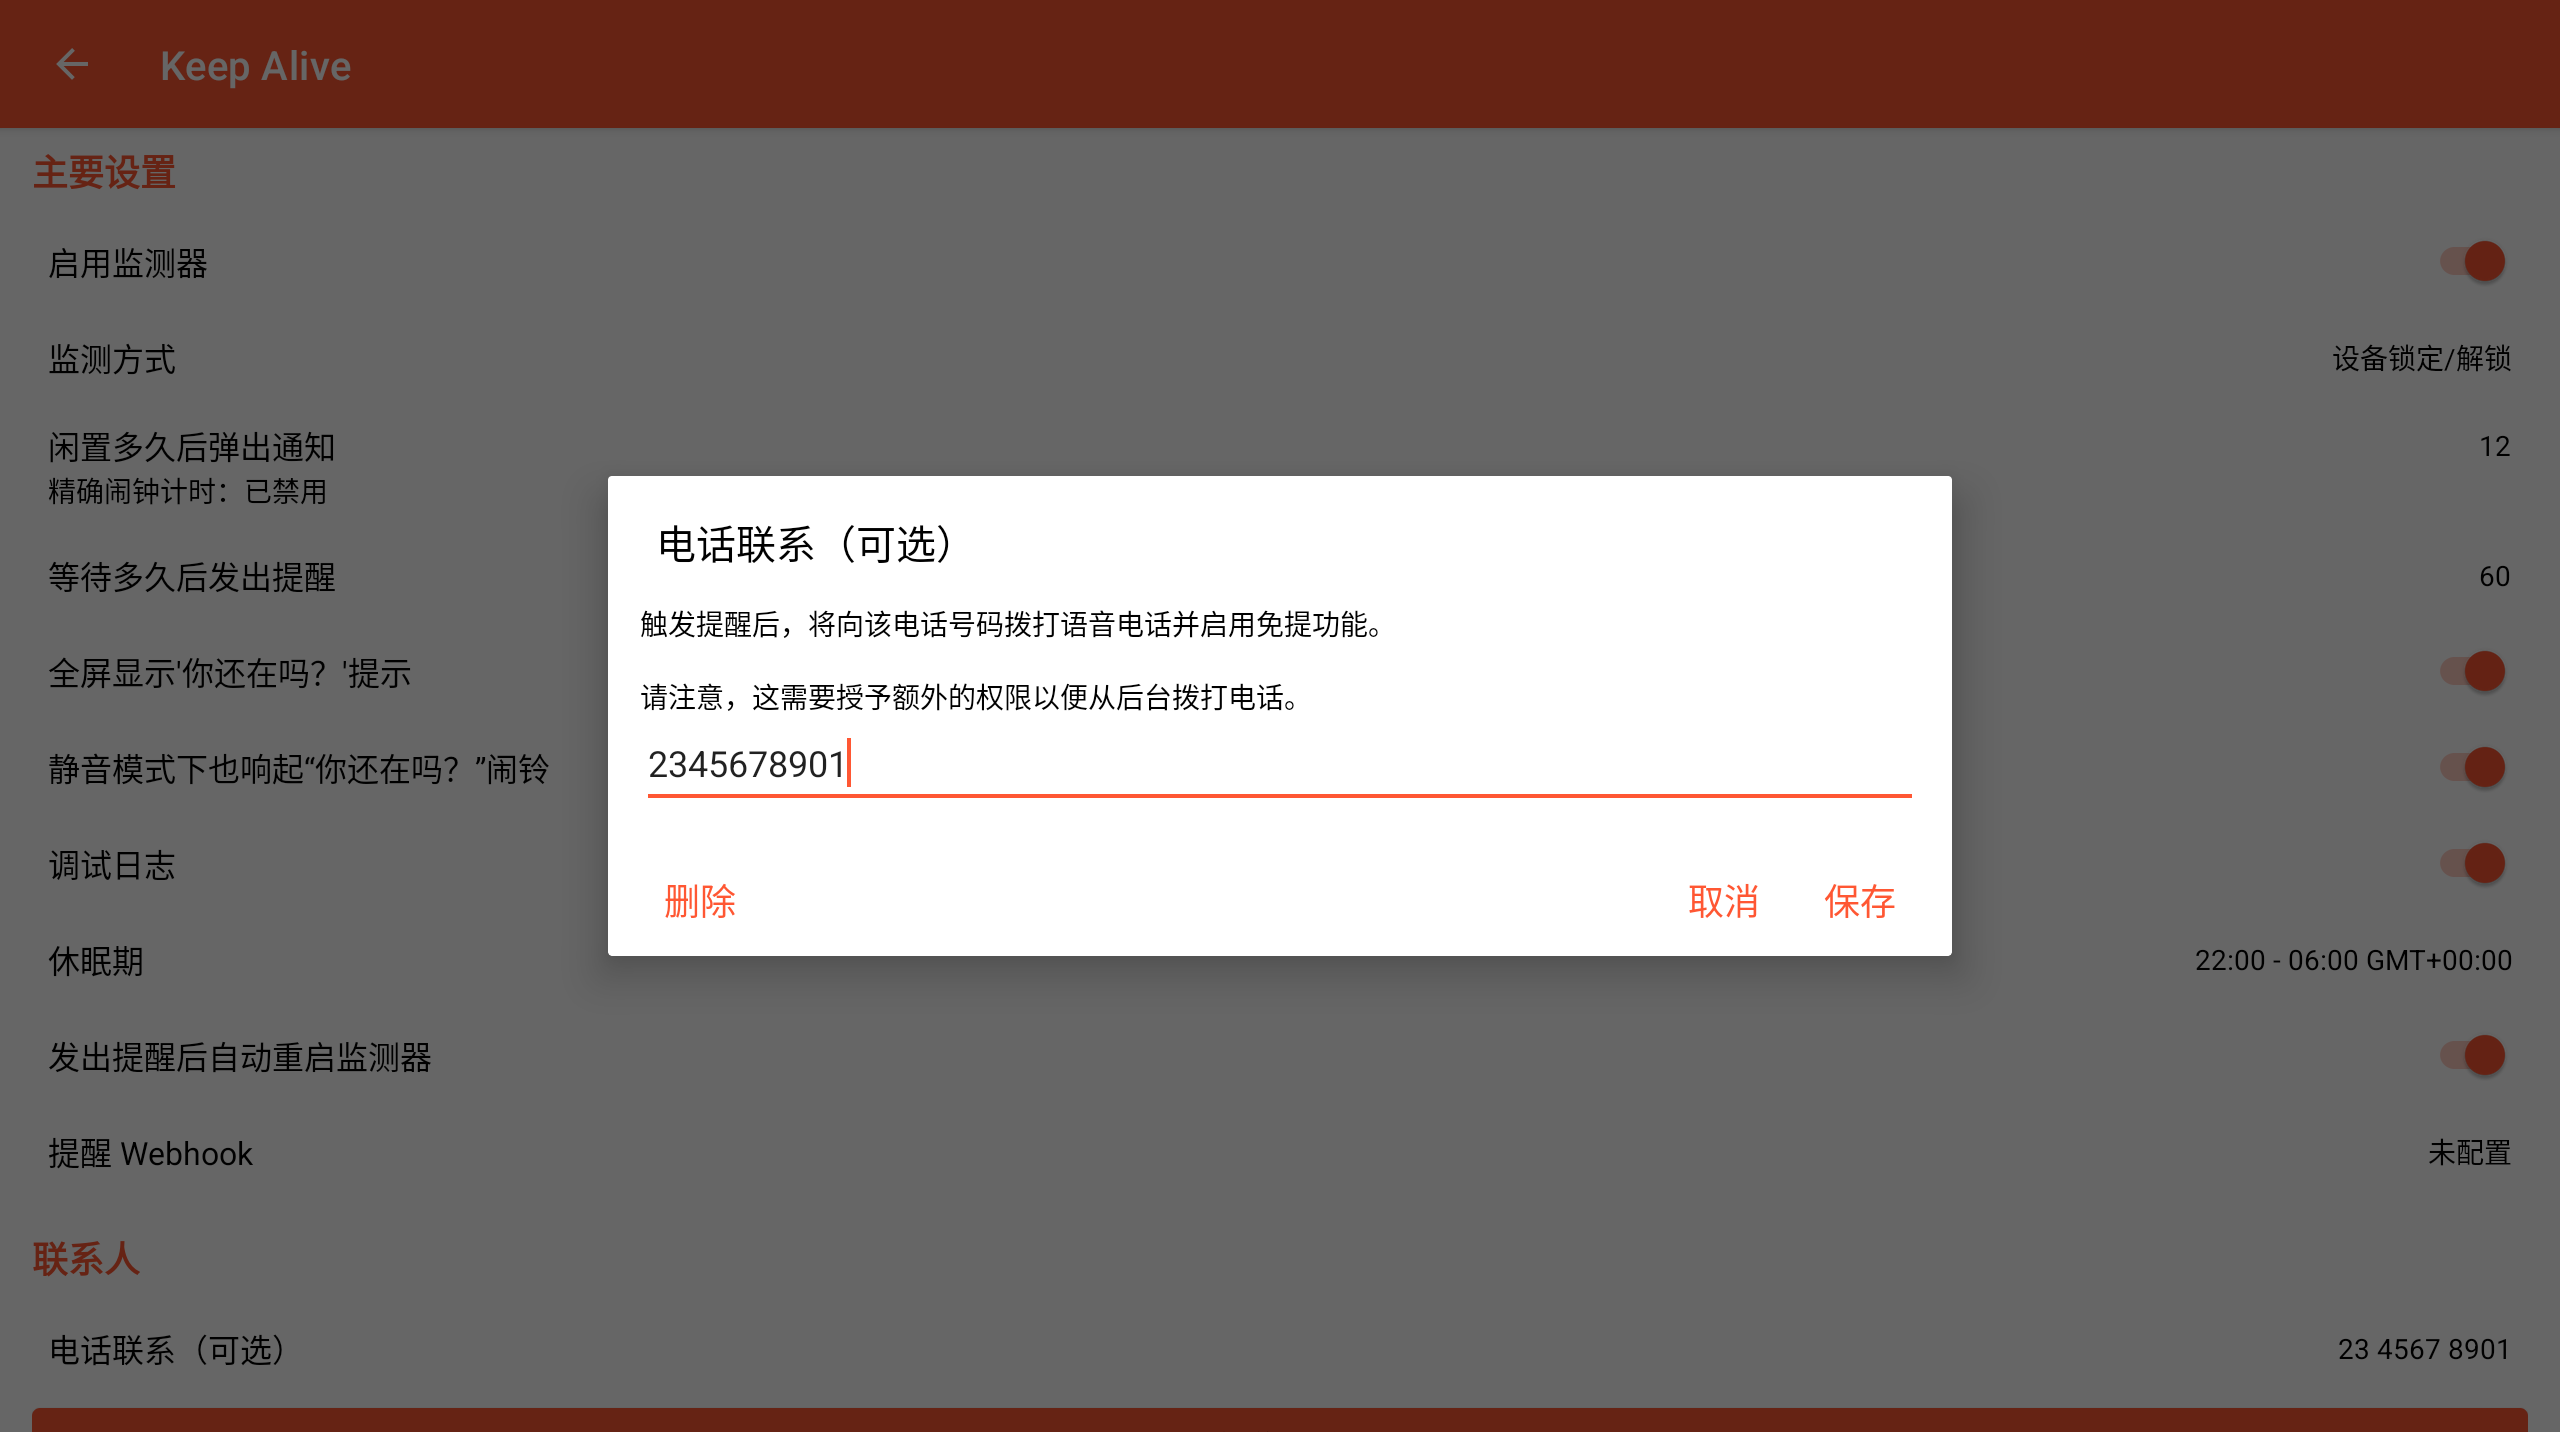 Keep Alive
主要设置
启用监测器
监测方式
设备锁定/解锁
闲置多久后弹出通知
12
精确闹钟计时：已禁用
等待多久后发出提醒
60
全屏显示'你还在吗？'提示
静音模式下也响起“你还在吗？”闹铃
调试日志
休眠期
22:00 - 06:00 GMT+00:00
发出提醒后自动重启监测器
提醒 Webhook
未配置
联系人
电话联系（可选）
23 4567 8901
电话联系（可选）
触发提醒后，将向该电话号码拨打语音电话并启用免提功能。
请注意，这需要授予额外的权限以便从后台拨打电话。
2345678901
删除
取消
保存